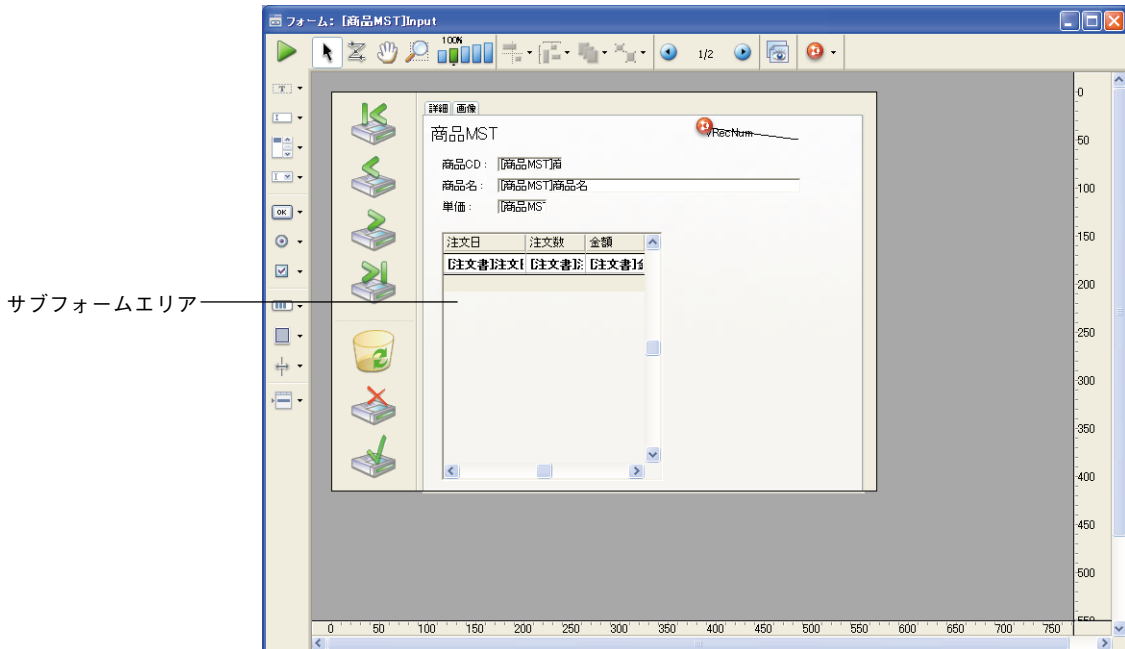 フォーム: [商品MST]Input
100%
1/2
詳細 画像
商品MST
VRecNum
商品CD: [商品MST]商
商品名: [商品MST]商品名
単価: [商品MS
注文日 注文数 金額
[注文書]注文日 [注文書]注 [注文書]金
サブフォームエリア
OK
0
50
100
150
200
250
300
350
400
450
500
550
0 50 100 150 200 250 300 350 400 450 500 550 600 650 700 750